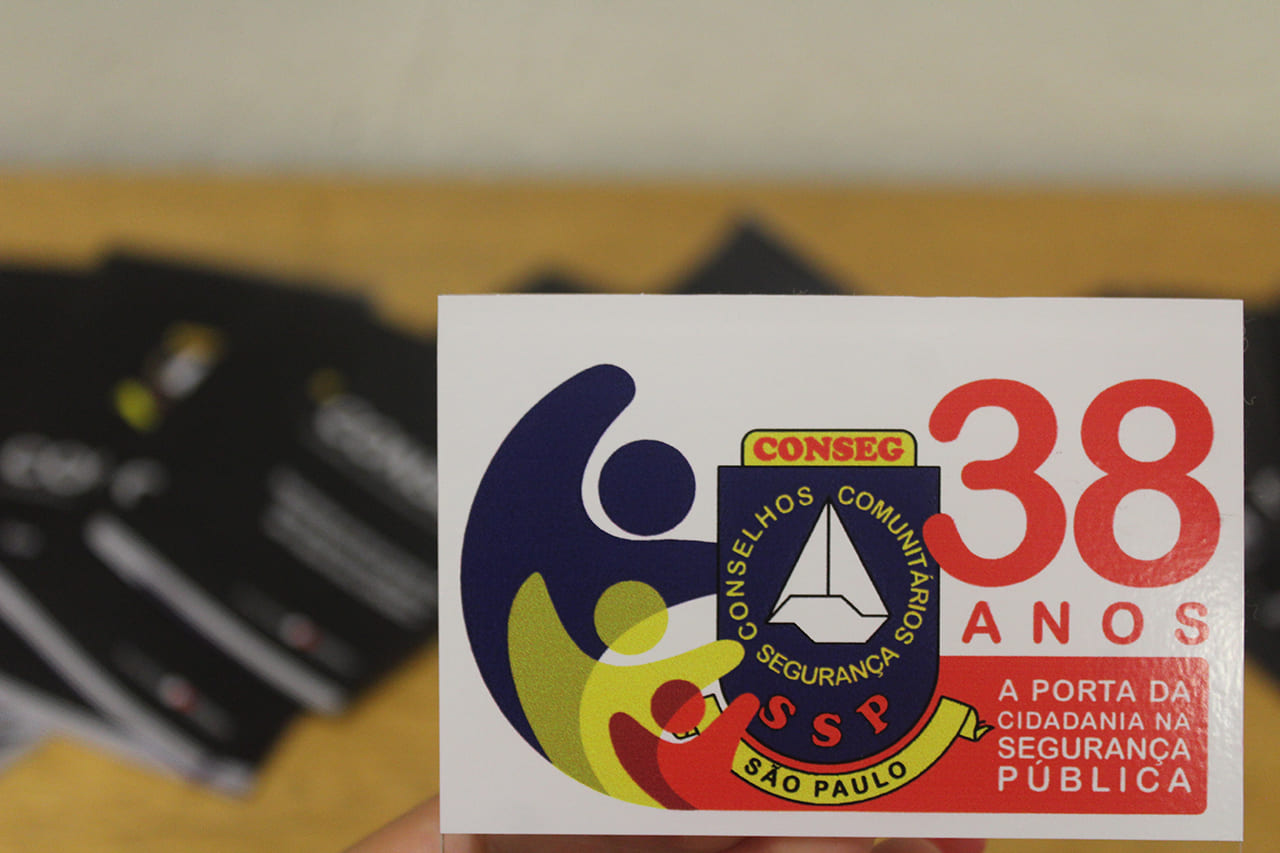 CONSEG
CONSELHOS COMUNITÁRIOS
SEGURANÇA
SSP
SÃO PAULO
38
ANOS
A PORTA DA
CIDADANIA NA
SEGURANÇA
PÚBLICA